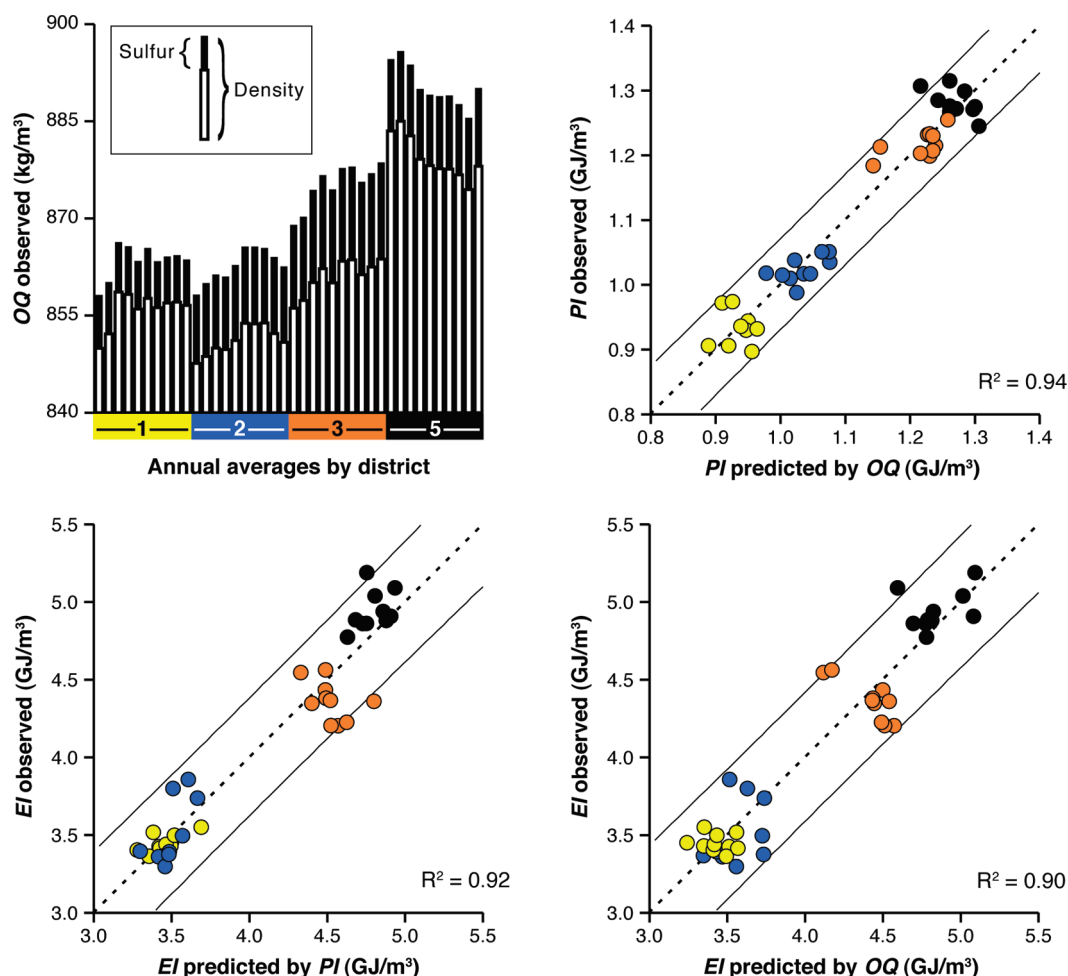 900
885
870
855
840
OQ observed (kg/m³)
Sulfur
Density
1
2
3
5
Annual averages by district
1.4
1.3
1.2
1.1
1.0
0.9
0.8
PI observed (GJ/m³)
R² = 0.94
0.8 0.9 1.0 1.1 1.2 1.3 1.4
PI predicted by OQ (GJ/m³)
5.5
5.0
4.5
4.0
3.5
3.0
EI observed (GJ/m³)
R² = 0.92
3.0 3.5 4.0 4.5 5.0 5.5
EI predicted by PI (GJ/m³)
5.5
5.0
4.5
4.0
3.5
3.0
EI observed (GJ/m³)
R² = 0.90
3.0 3.5 4.0 4.5 5.0 5.5
EI predicted by OQ (GJ/m³)